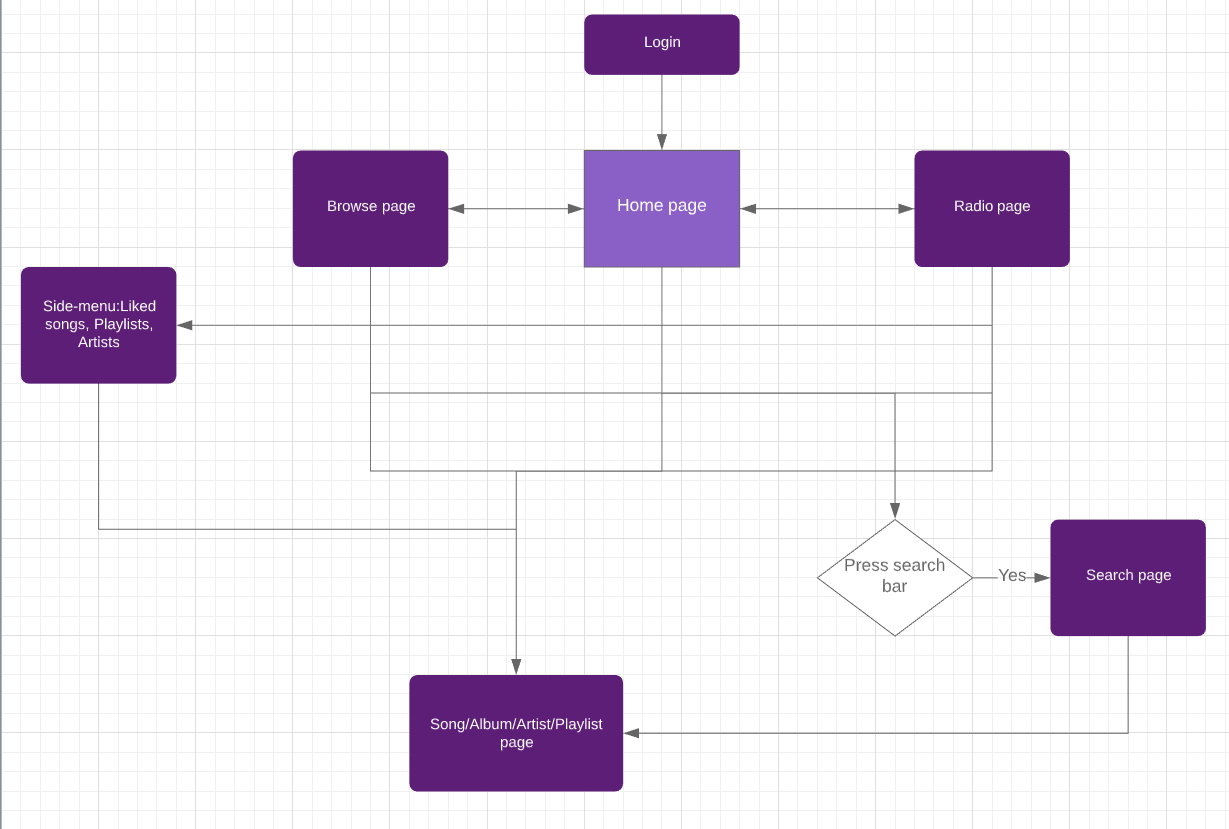 Login
Browse page
Home page
Radio page
Side-menu:Liked
songs, Playlists,
Artists
Press search
bar
Yes
Search page
Song/Album/Artist/Playlist
page